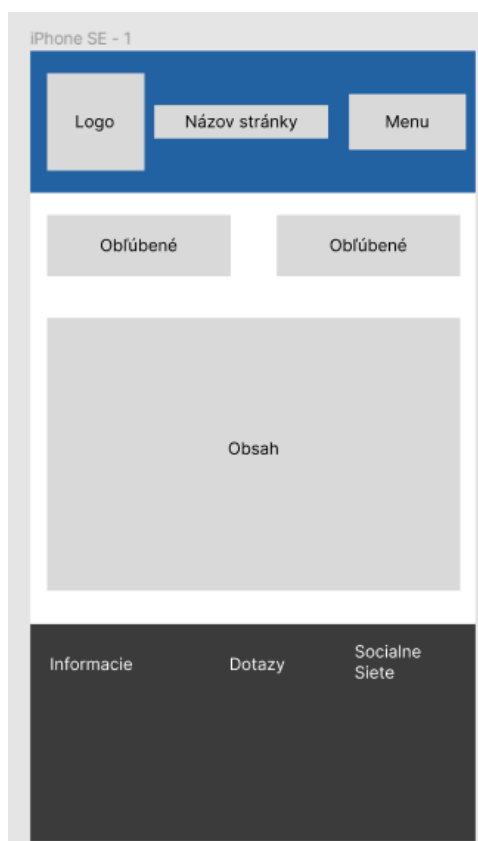 iPhone SE - 1
Logo
Názov stránky
Menu
Obľúbené
Obľúbené
Obsah
Informacie
Dotazy
Socialne
Siete